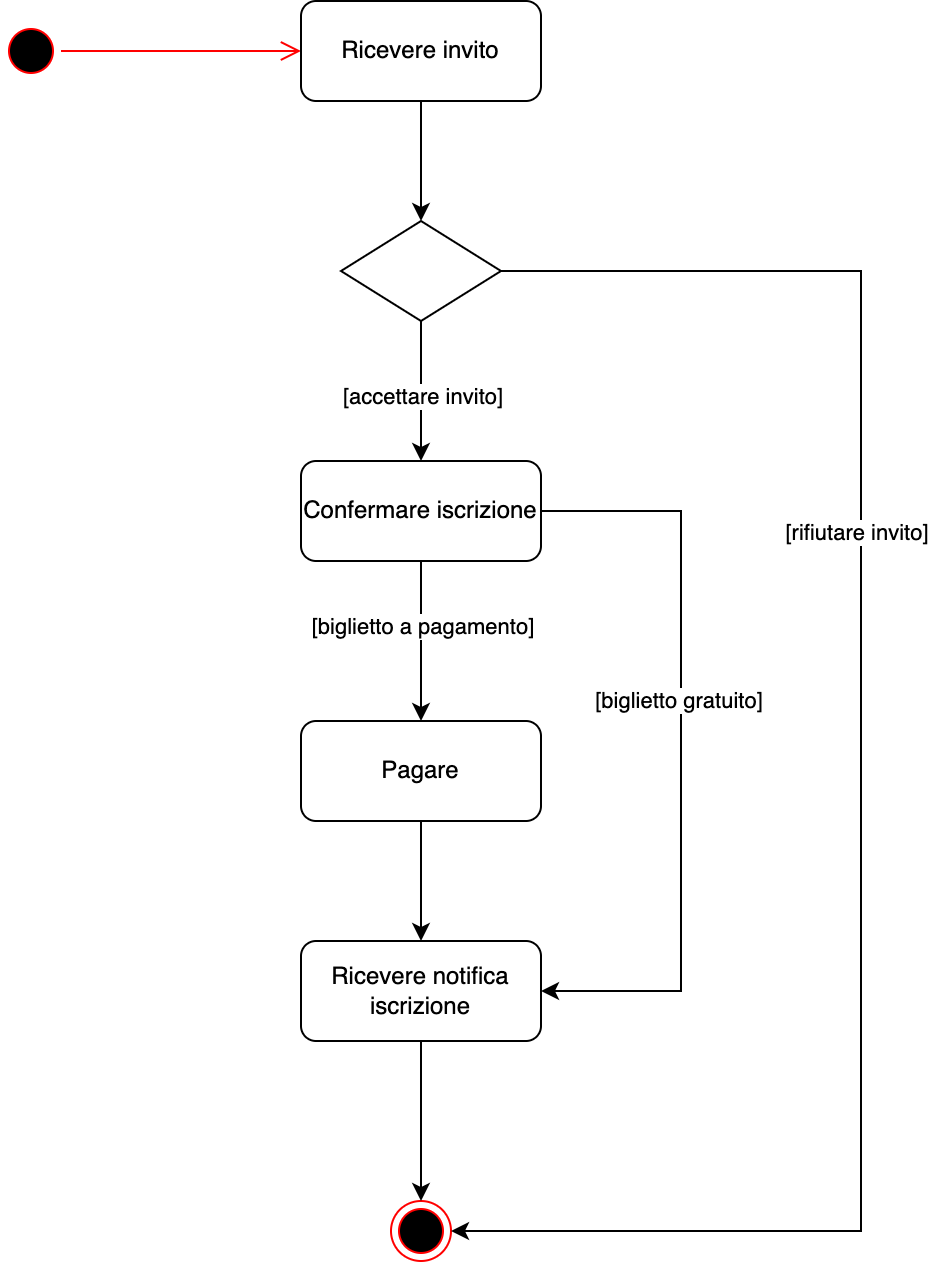 Ricevere invito
[accettare invito]
Confermare iscrizione
[rifiutare invito]
[biglietto a pagamento]
[biglietto gratuito]
Pagare
Ricevere notifica
iscrizione